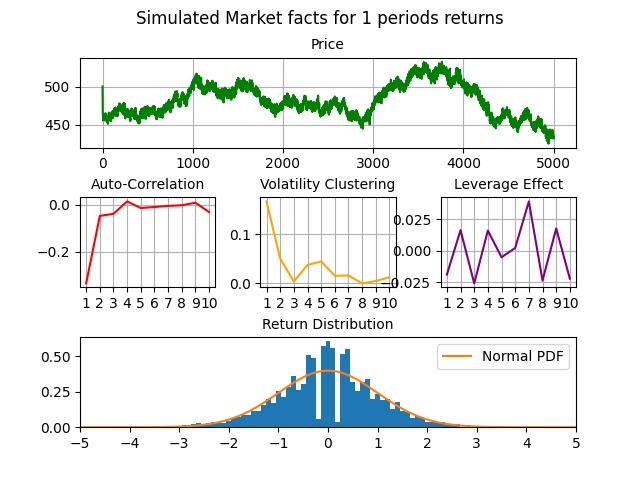 Simulated Market facts for 1 periods returns
Price
500
450
0 1000 2000 3000 4000 5000
Auto-Correlation
0.0
−0.2
1 2 3 4 5 6 7 8 9 10
Volatility Clustering
0.1
0.0
1 2 3 4 5 6 7 8 9 10
Leverage Effect
0.025
0.000
−0.025
1 2 3 4 5 6 7 8 9 10
Return Distribution
0.50
0.25
0.00
−5 −4 −3 −2 −1 0 1 2 3 4 5
Normal PDF